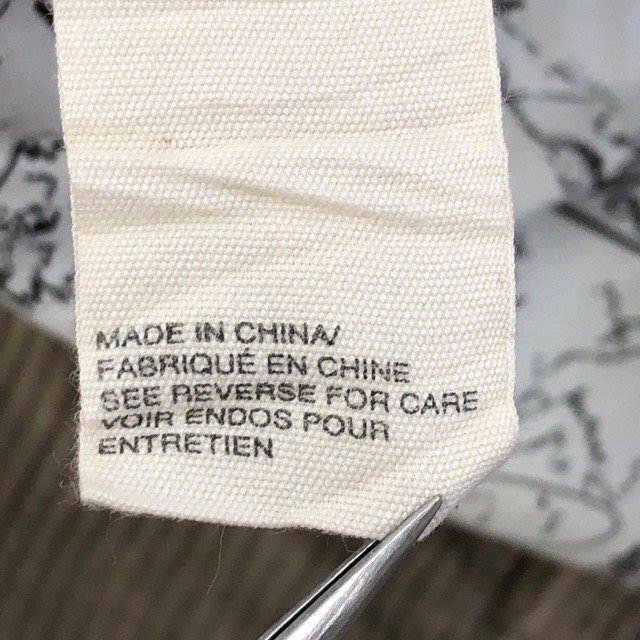 MADE IN CHINA/
FABRIQUÉ EN CHINE
SEE REVERSE FOR CARE
VOIR ENDOS POUR
ENTRETIEN